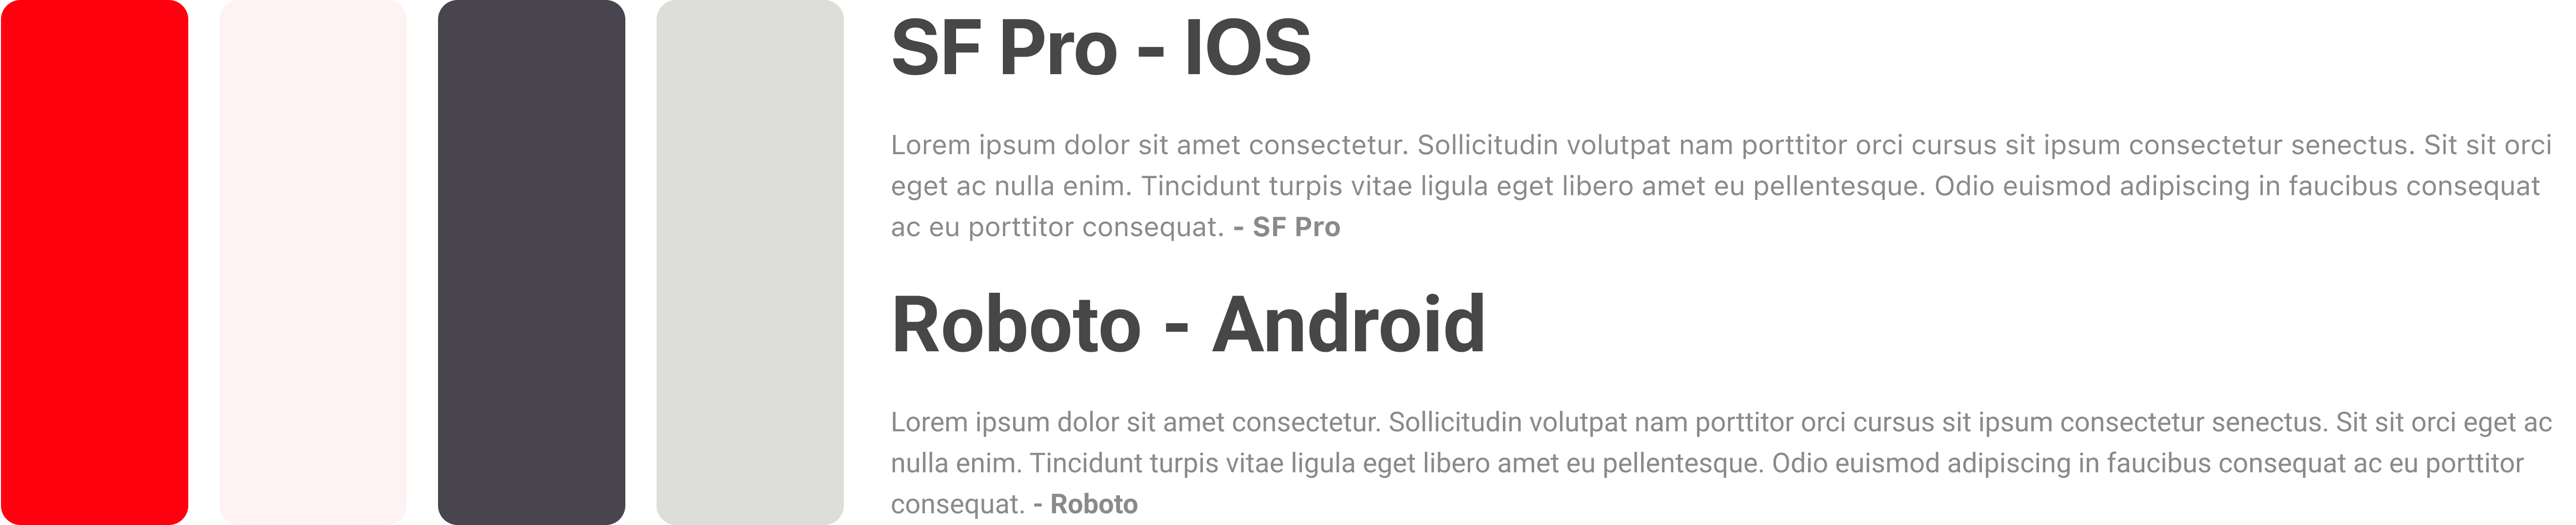 SF Pro - IOS
Lorem ipsum dolor sit amet consectetur. Sollicitudin volutpat nam porttitor orci cursus sit ipsum consectetur senectus. Sit sit orci
eget ac nulla enim. Tincidunt turpis vitae ligula eget libero amet eu pellentesque. Odio euismod adipiscing in faucibus consequat
ac eu porttitor consequat. - SF Pro
Roboto - Android
Lorem ipsum dolor sit amet consectetur. Sollicitudin volutpat nam porttitor orci cursus sit ipsum consectetur senectus. Sit sit orci eget ac
nulla enim. Tincidunt turpis vitae ligula eget libero amet eu pellentesque. Odio euismod adipiscing in faucibus consequat ac eu porttitor
consequat. - Roboto